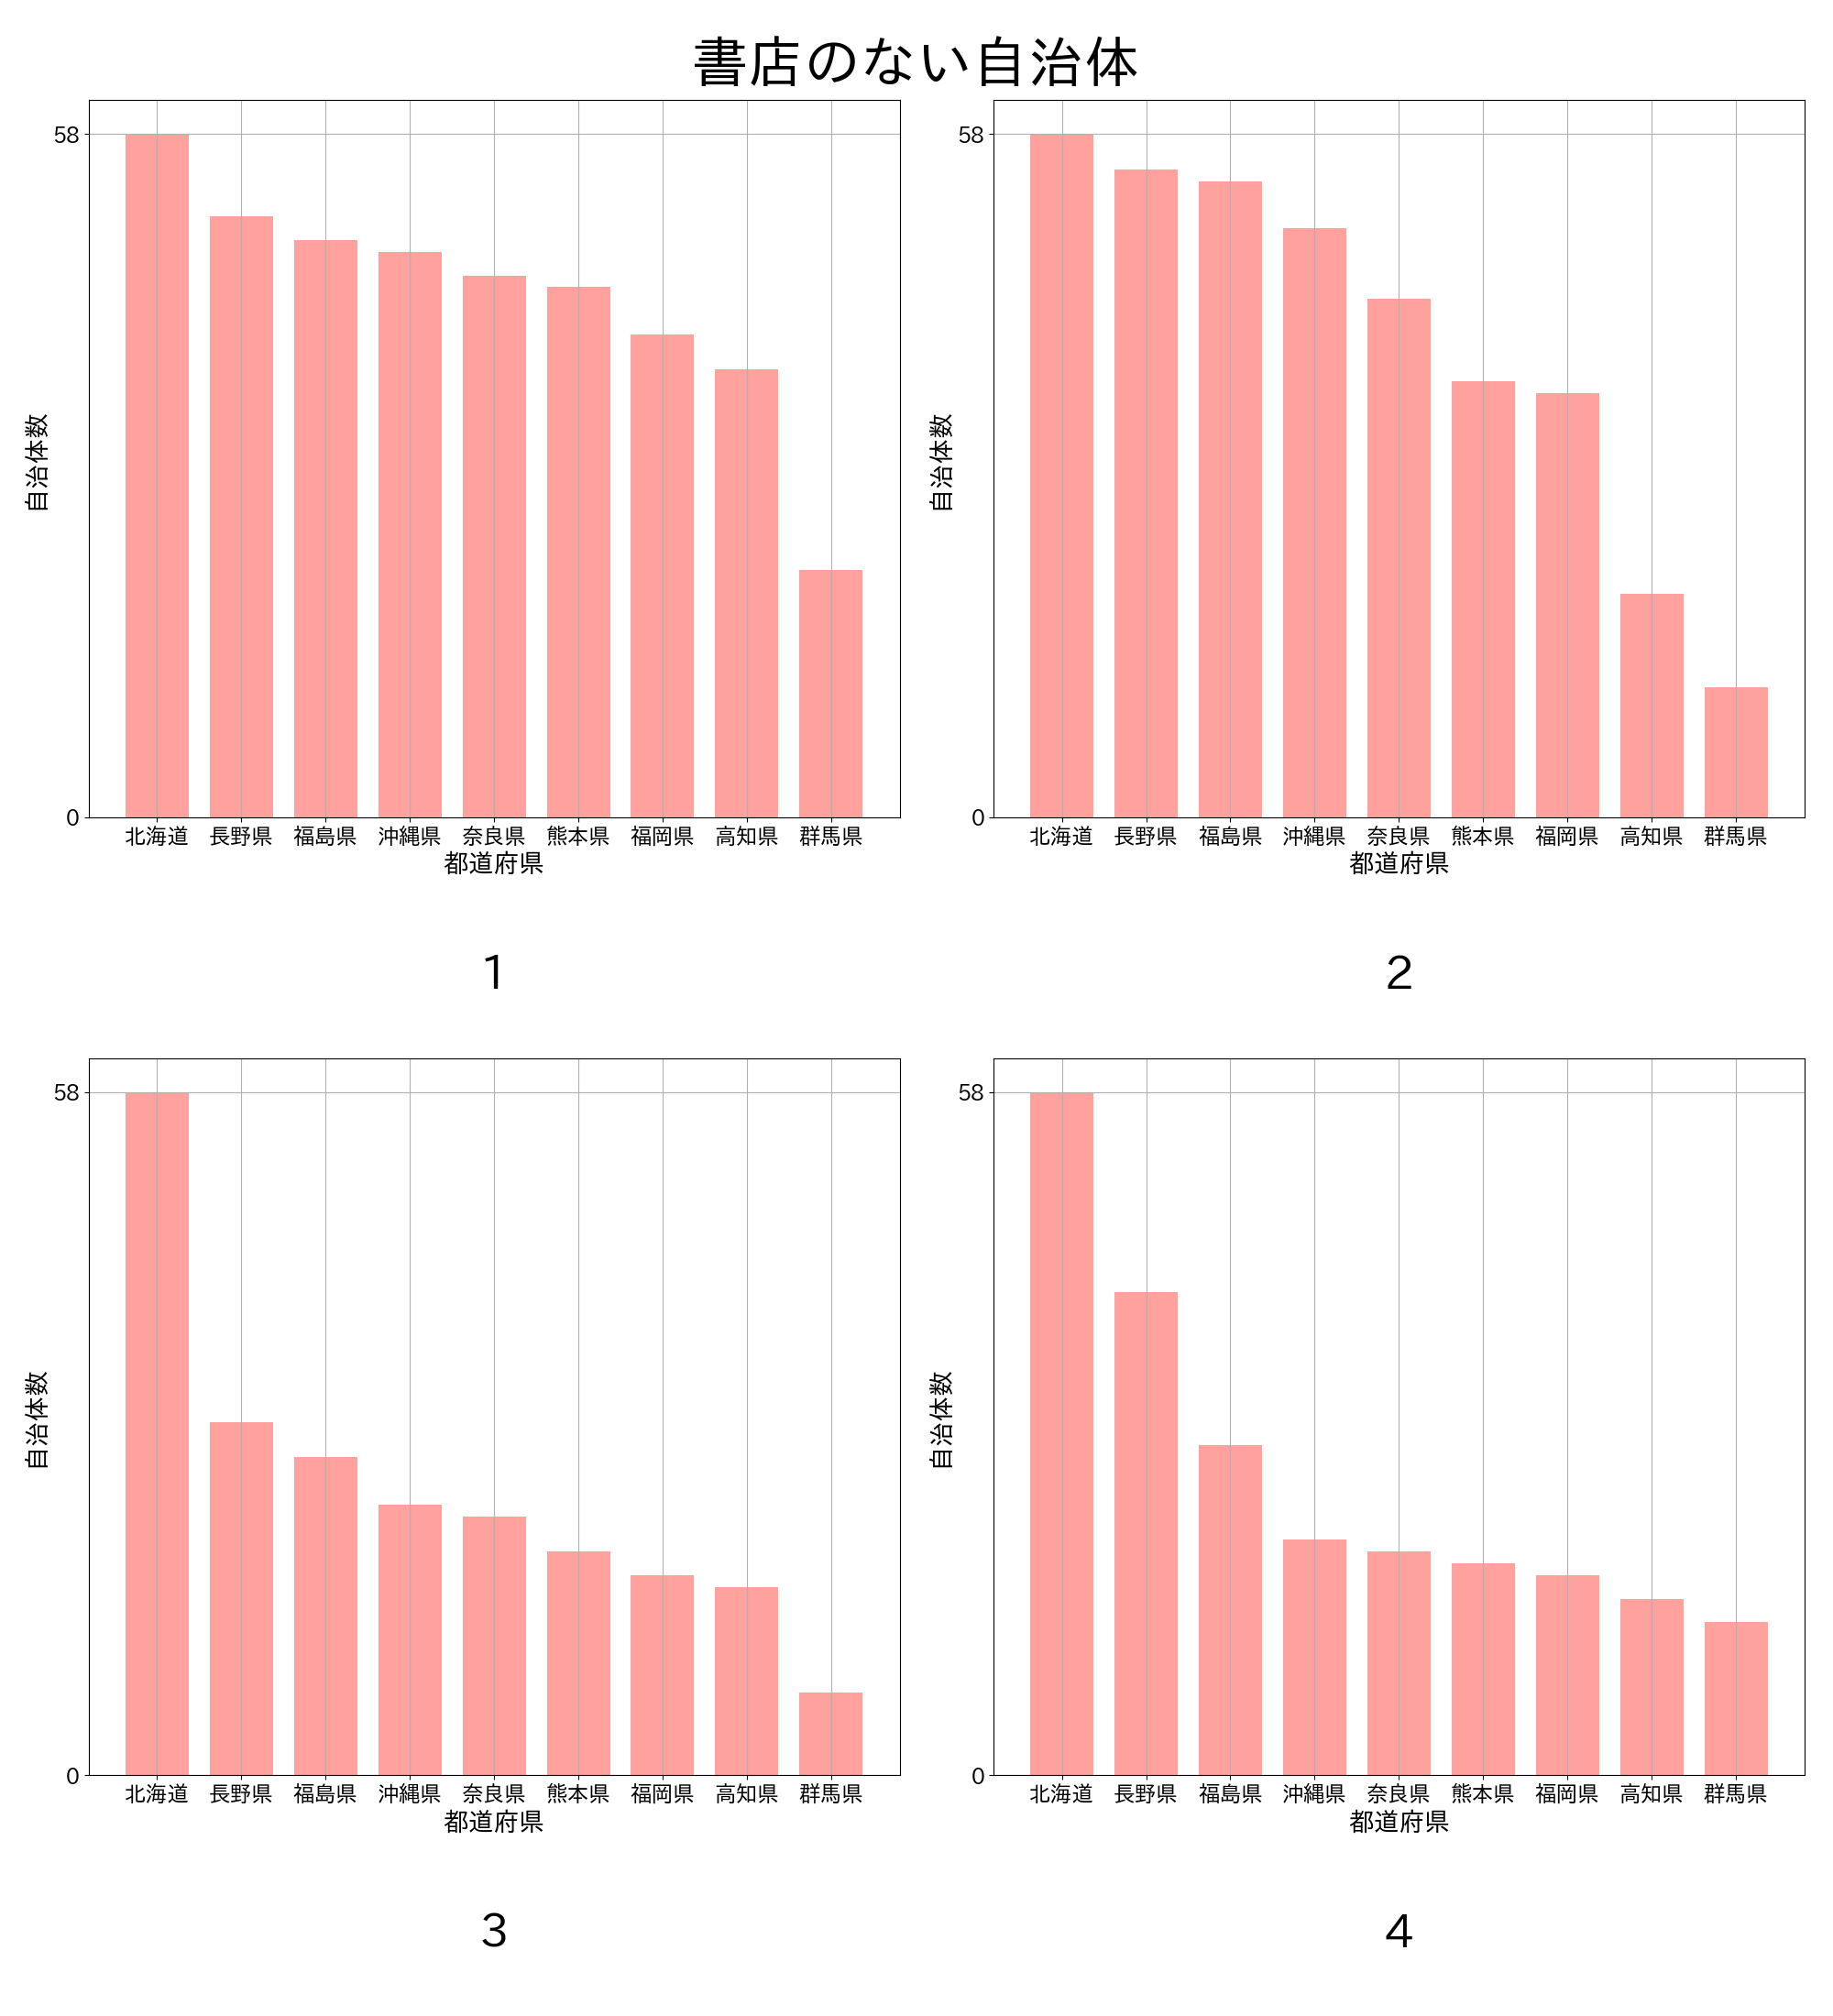 書店のない自治体
58
0
自治体数
北海道 長野県 福島県 沖縄県 奈良県 熊本県 福岡県 高知県 群馬県
都道府県
1
58
0
自治体数
北海道 長野県 福島県 沖縄県 奈良県 熊本県 福岡県 高知県 群馬県
都道府県
2
58
0
自治体数
北海道 長野県 福島県 沖縄県 奈良県 熊本県 福岡県 高知県 群馬県
都道府県
3
58
0
自治体数
北海道 長野県 福島県 沖縄県 奈良県 熊本県 福岡県 高知県 群馬県
都道府県
4